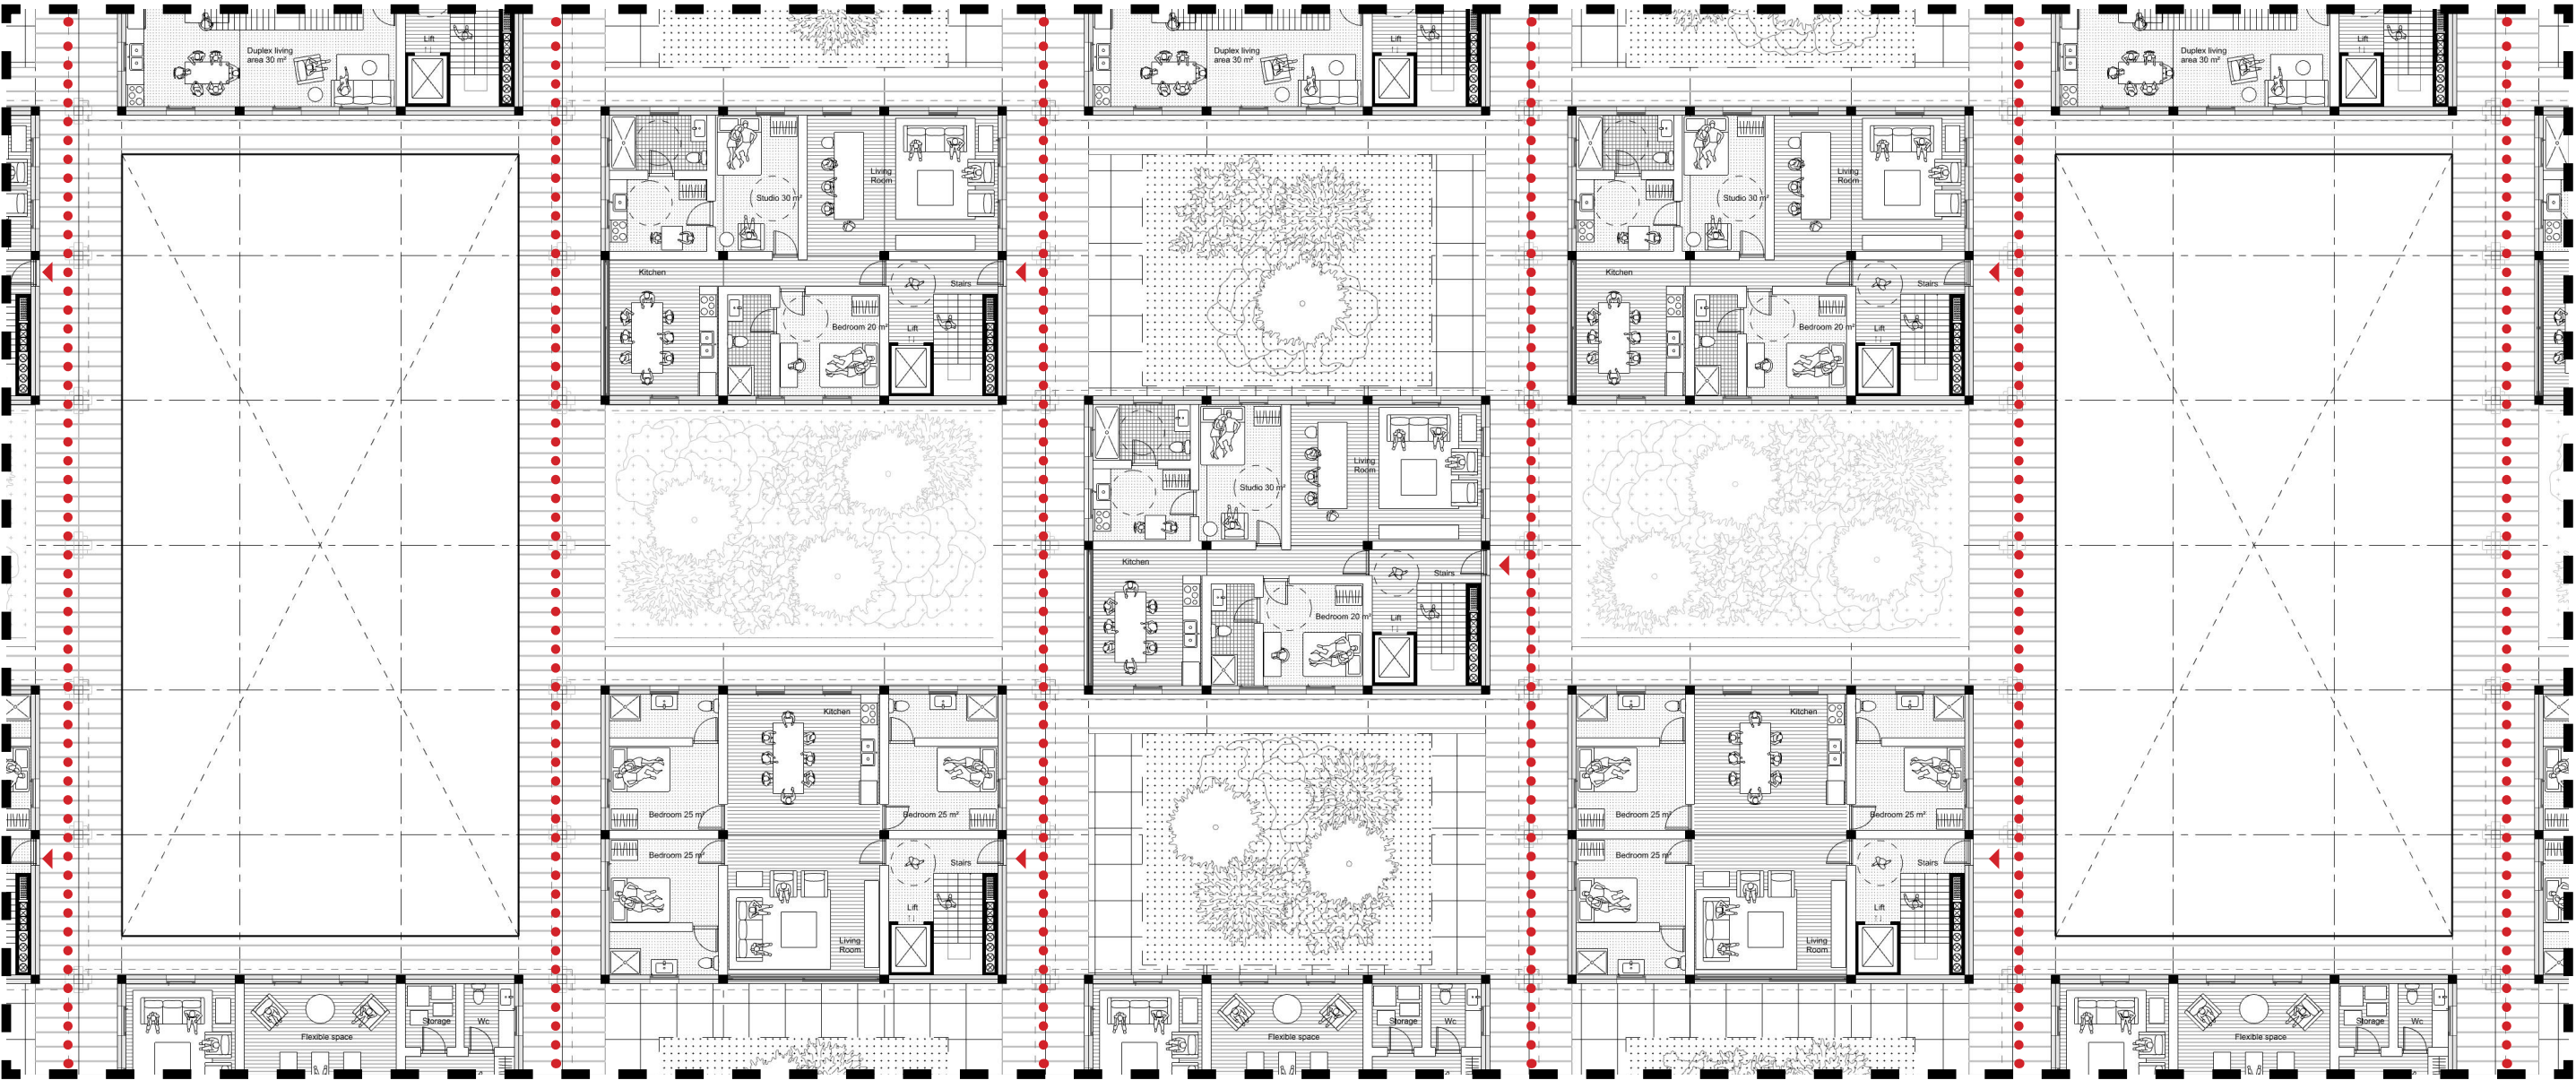 Duplex living
area 30 m²
Lift
Duplex living
area 30 m²
Lift
Duplex living
area 30 m²
Lift
Living
Room
Studio 30 m²
Kitchen
Stairs
Bedroom 20 m²
Lift
Living
Room
Studio 30 m²
Kitchen
Stairs
Bedroom 20 m²
Lift
Living
Room
Studio 30 m²
Kitchen
Stairs
Bedroom 20 m²
Lift
Kitchen
Bedroom 25 m²
Bedroom 25 m²
Bedroom 25 m²
Stairs
Lift
Living
Room
Kitchen
Bedroom 25 m²
Bedroom 25 m²
Bedroom 25 m²
Stairs
Lift
Living
Room
Storage
Wc
Flexible space
Storage
Wc
Flexible space
Storage
Wc
Flexible space